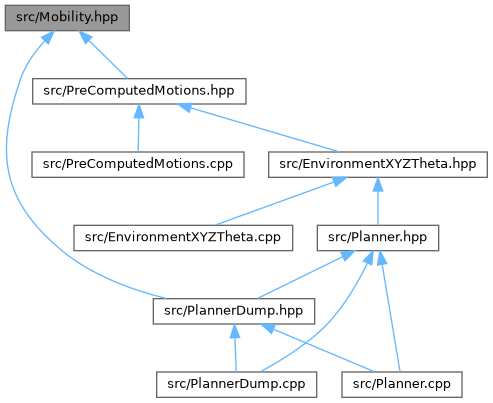 src/Mobility.hpp
src/PreComputedMotions.hpp
src/PreComputedMotions.cpp
src/EnvironmentXYZTheta.hpp
src/EnvironmentXYZTheta.cpp
src/Planner.hpp
src/PlannerDump.hpp
src/PlannerDump.cpp
src/Planner.cpp